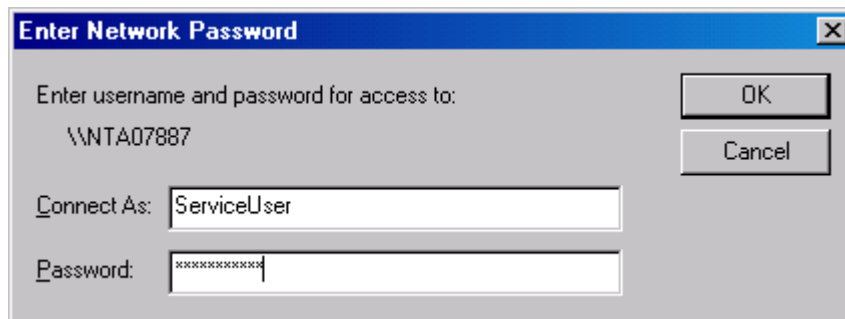 Enter Network Password
Enter username and password for access to:
OK
\\NTA07887
Cancel
Connect As: ServiceUser
Password: ***********